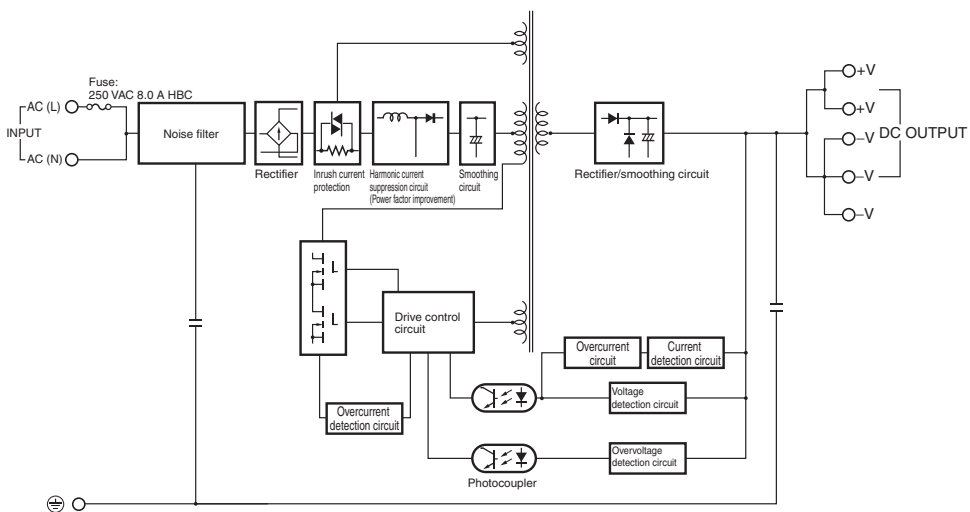 Fuse:
250 VAC 8.0 A HBC
AC (L)
INPUT
AC (N)
Noise filter
Rectifier
Inrush current
protection
Harmonic current
suppression circuit
(Power factor improvement)
Smoothing
circuit
Rectifier/smoothing circuit
+V
+V
−V
DC OUTPUT
−V
−V
Drive control
circuit
Overcurrent
detection circuit
Overcurrent
circuit
Current
detection circuit
Voltage
detection circuit
Overvoltage
detection circuit
Photocoupler